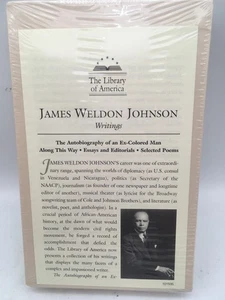 The Library
of America
JAMES WELDON JOHNSON
Writings
The Autobiography of an Ex-Colored Man
Along This Way • Essays and Editorials • Selected Poems
JAMES WELDON JOHNSON'S career was one of extraordi-
nary range, spanning the worlds of diplomacy (as U.S. consul
in Venezuela and Nicaragua), politics (as Secretary of the
NAACP), journalism (as founder of one newspaper and longtime
editor of another), musical theater (as lyricist for the Broadway
songwriting team of Cole and Johnson Brothers), and literature (as
novelist, poet, and anthologist). In a
crucial period of African-American
history, at the dawn of what would
become the modern civil rights
movement, he forged a record of
accomplishment that defied the
odds. The Library of America now
presents a collection of his writings
that displays the many facets of a
complex and impassioned writer.
The Autobiography of an Ex-